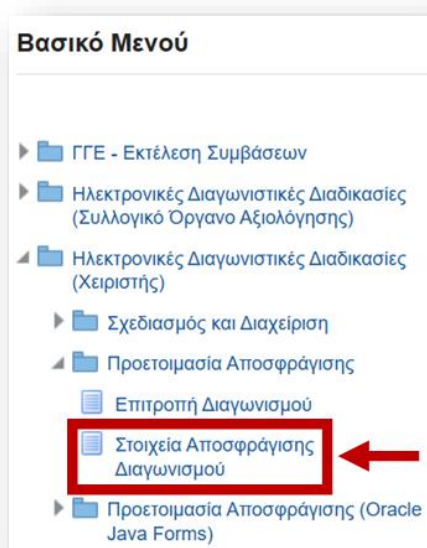 Βασικό Μενού
ΓΓΕ - Εκτέλεση Συμβάσεων
Ηλεκτρονικές Διαγωνιστικές Διαδικασίες
(Συλλογικό Όργανο Αξιολόγησης)
Ηλεκτρονικές Διαγωνιστικές Διαδικασίες
(Χειριστής)
Σχεδιασμός και Διαχείριση
Προετοιμασία Αποσφράγισης
Επιτροπή Διαγωνισμού
Στοιχεία Αποσφράγισης
Διαγωνισμού
Προετοιμασία Αποσφράγισης (Oracle
Java Forms)